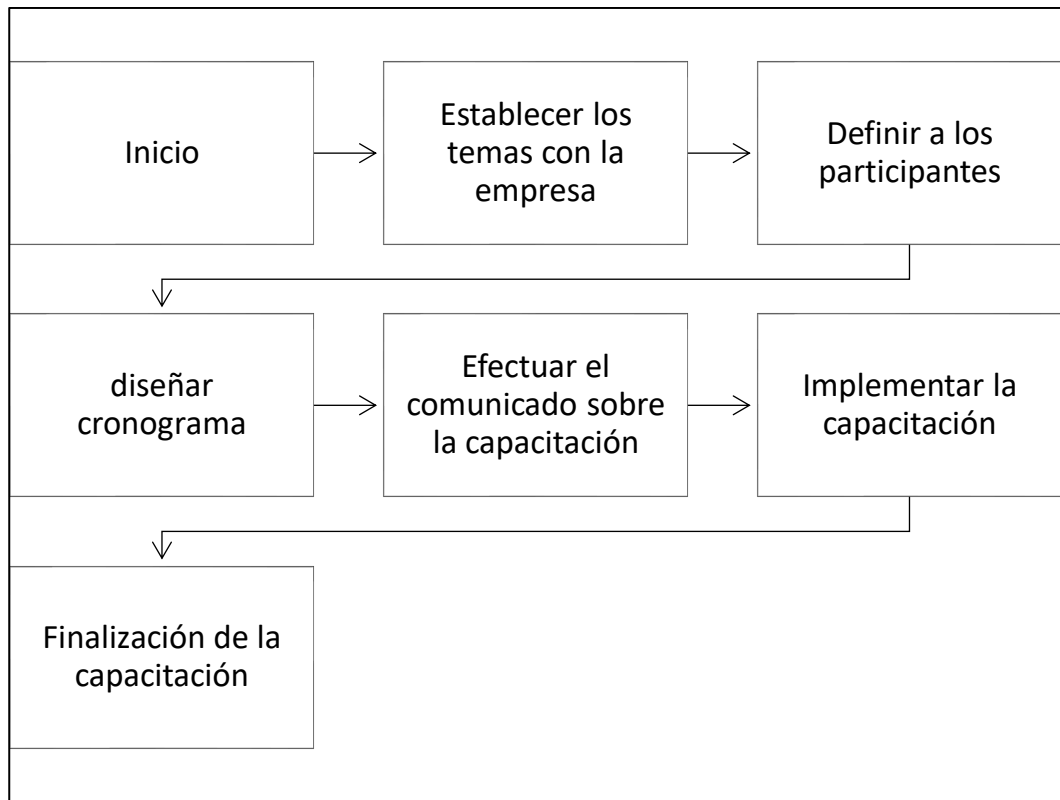 Inicio
Establecer los
temas con la
empresa
Definir a los
participantes
diseñar
cronograma
Efectuar el
comunicado sobre
la capacitación
Implementar la
capacitación
Finalización de la
capacitación